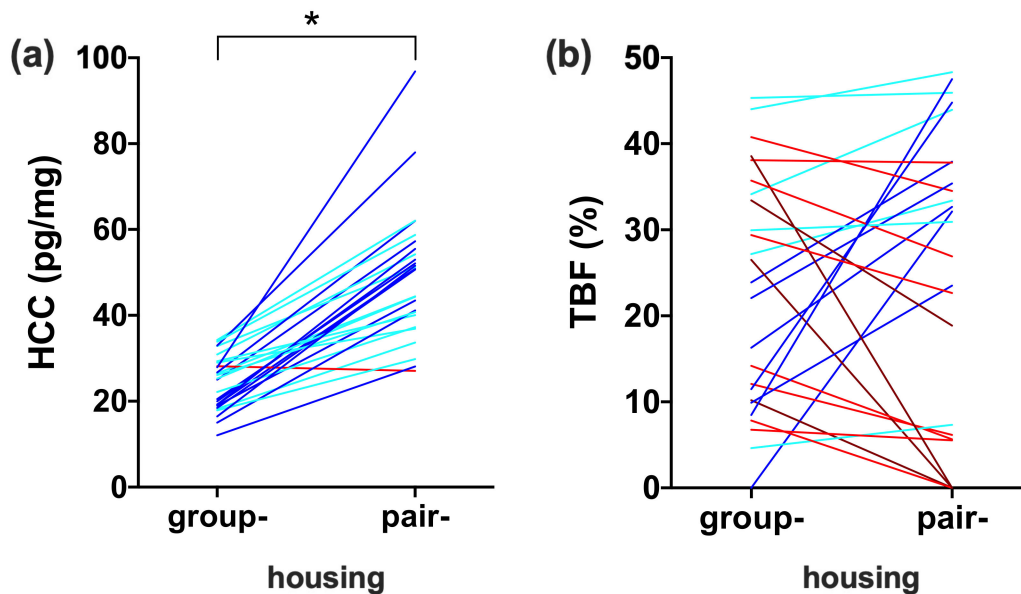 (a)
*
HCC (pg/mg)
100
80
60
40
20
0
group-
pair-
housing
(b)
TBF (%)
50
40
30
20
10
0
group-
pair-
housing